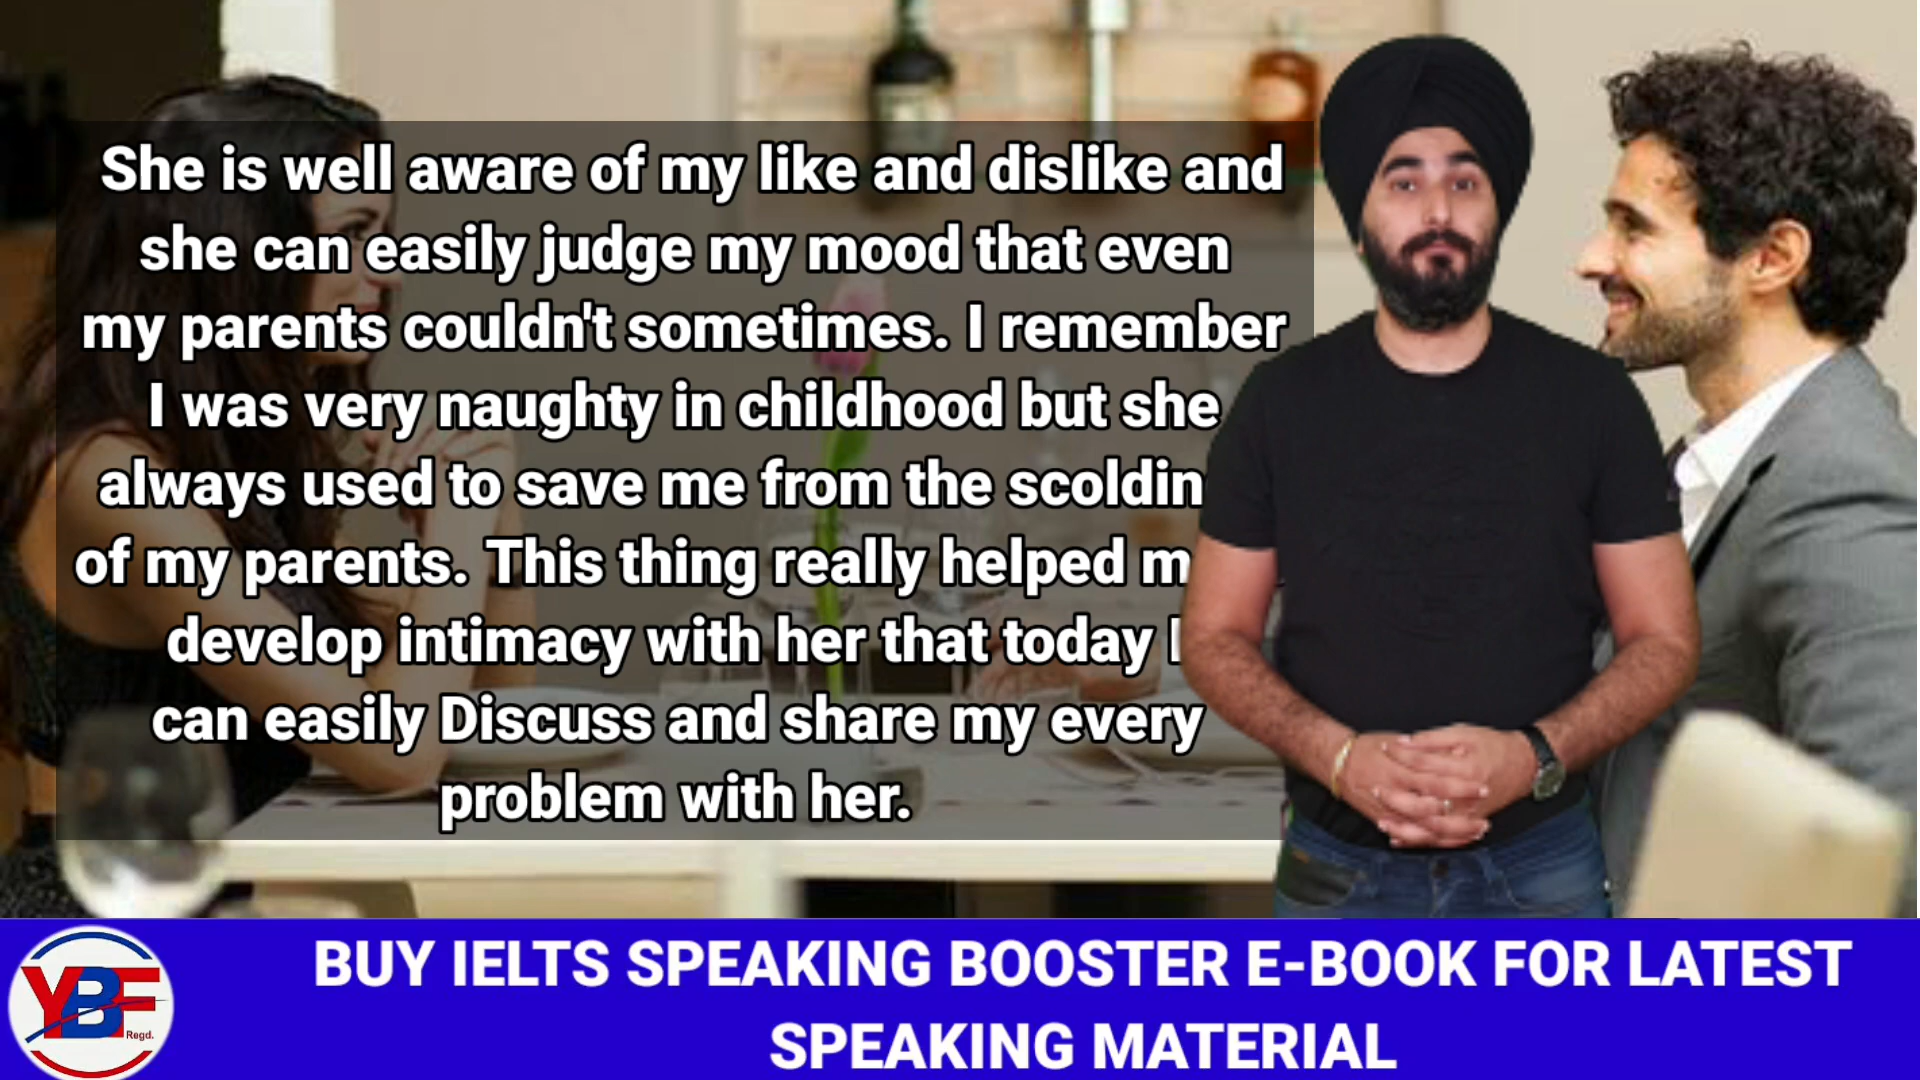 She is well aware of my like and dislike and
she can easily judge my mood that even
my parents couldn't sometimes. I remember
I was very naughty in childhood but she
always used to save me from the scoldin
of my parents. This thing really helped m
develop intimacy with her that today I
can easily Discuss and share my every
problem with her.
BUY IELTS SPEAKING BOOSTER E-BOOK FOR LATEST
SPEAKING MATERIAL
YBF
Regd.